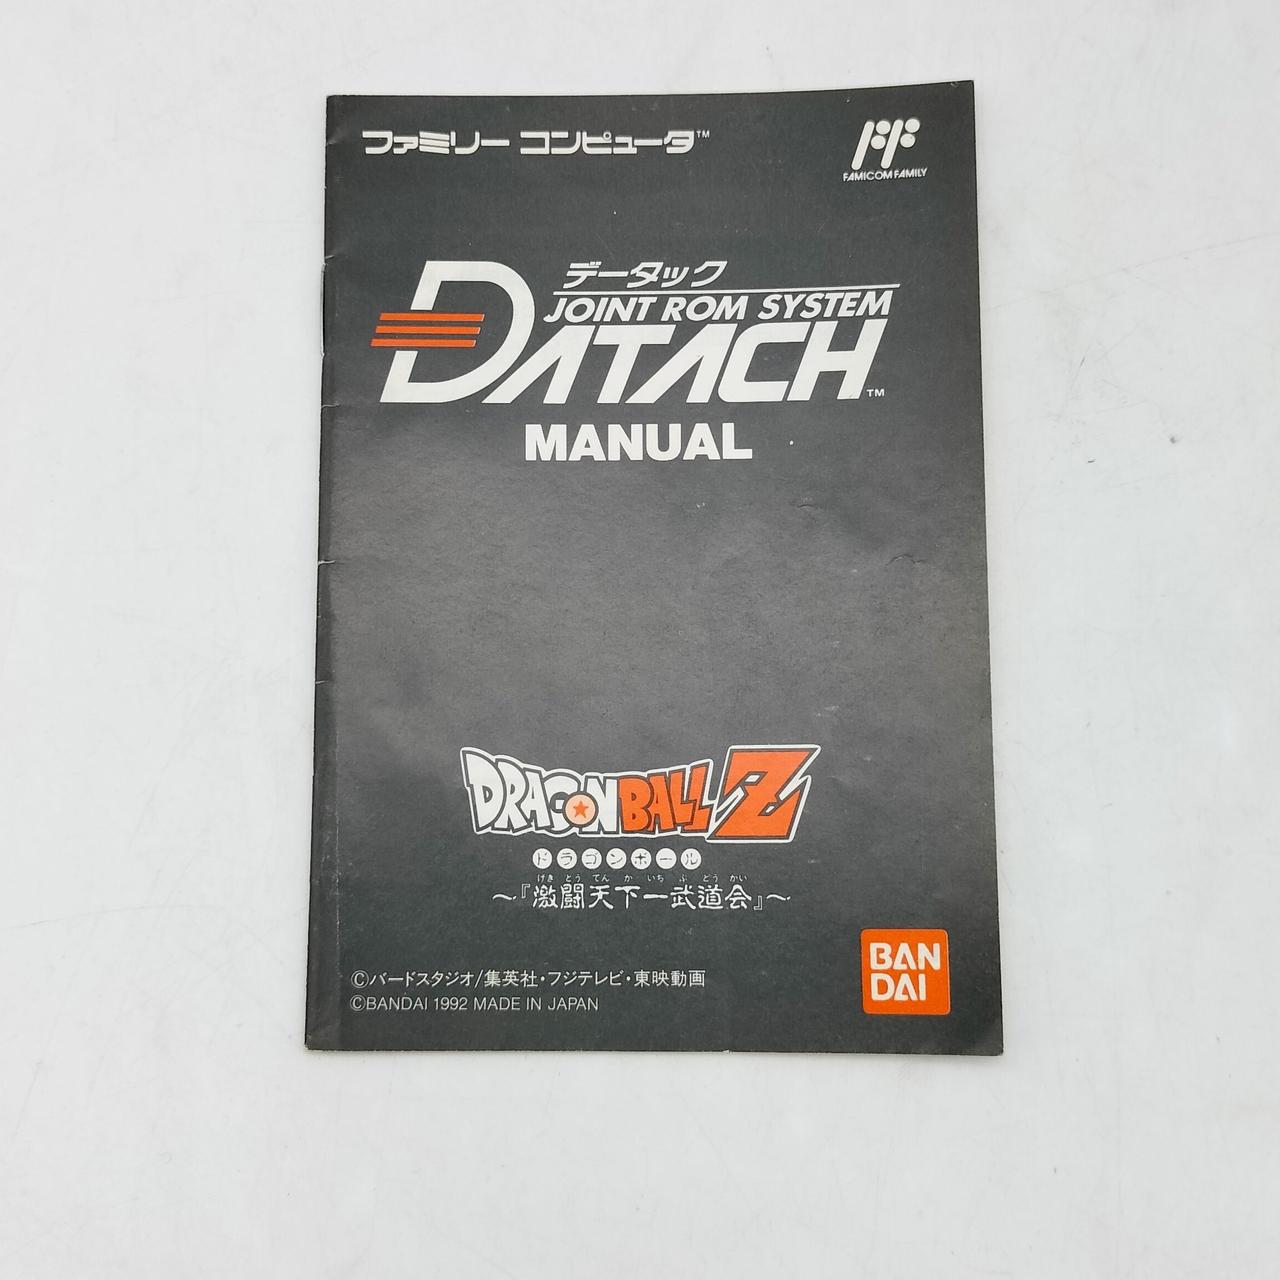 ファミリー コンピュータ™
FAMICOM FAMILY
データック
JOINT ROM SYSTEM
DATACH™
MANUAL
DRAGON BALL Z
ドラゴンボール
げき とう てん か いち ぶ どう かい
～『激闘天下一武道会』～
©バードスタジオ/集英社・フジテレビ・東映動画
©BANDAI 1992 MADE IN JAPAN
BAN
DAI